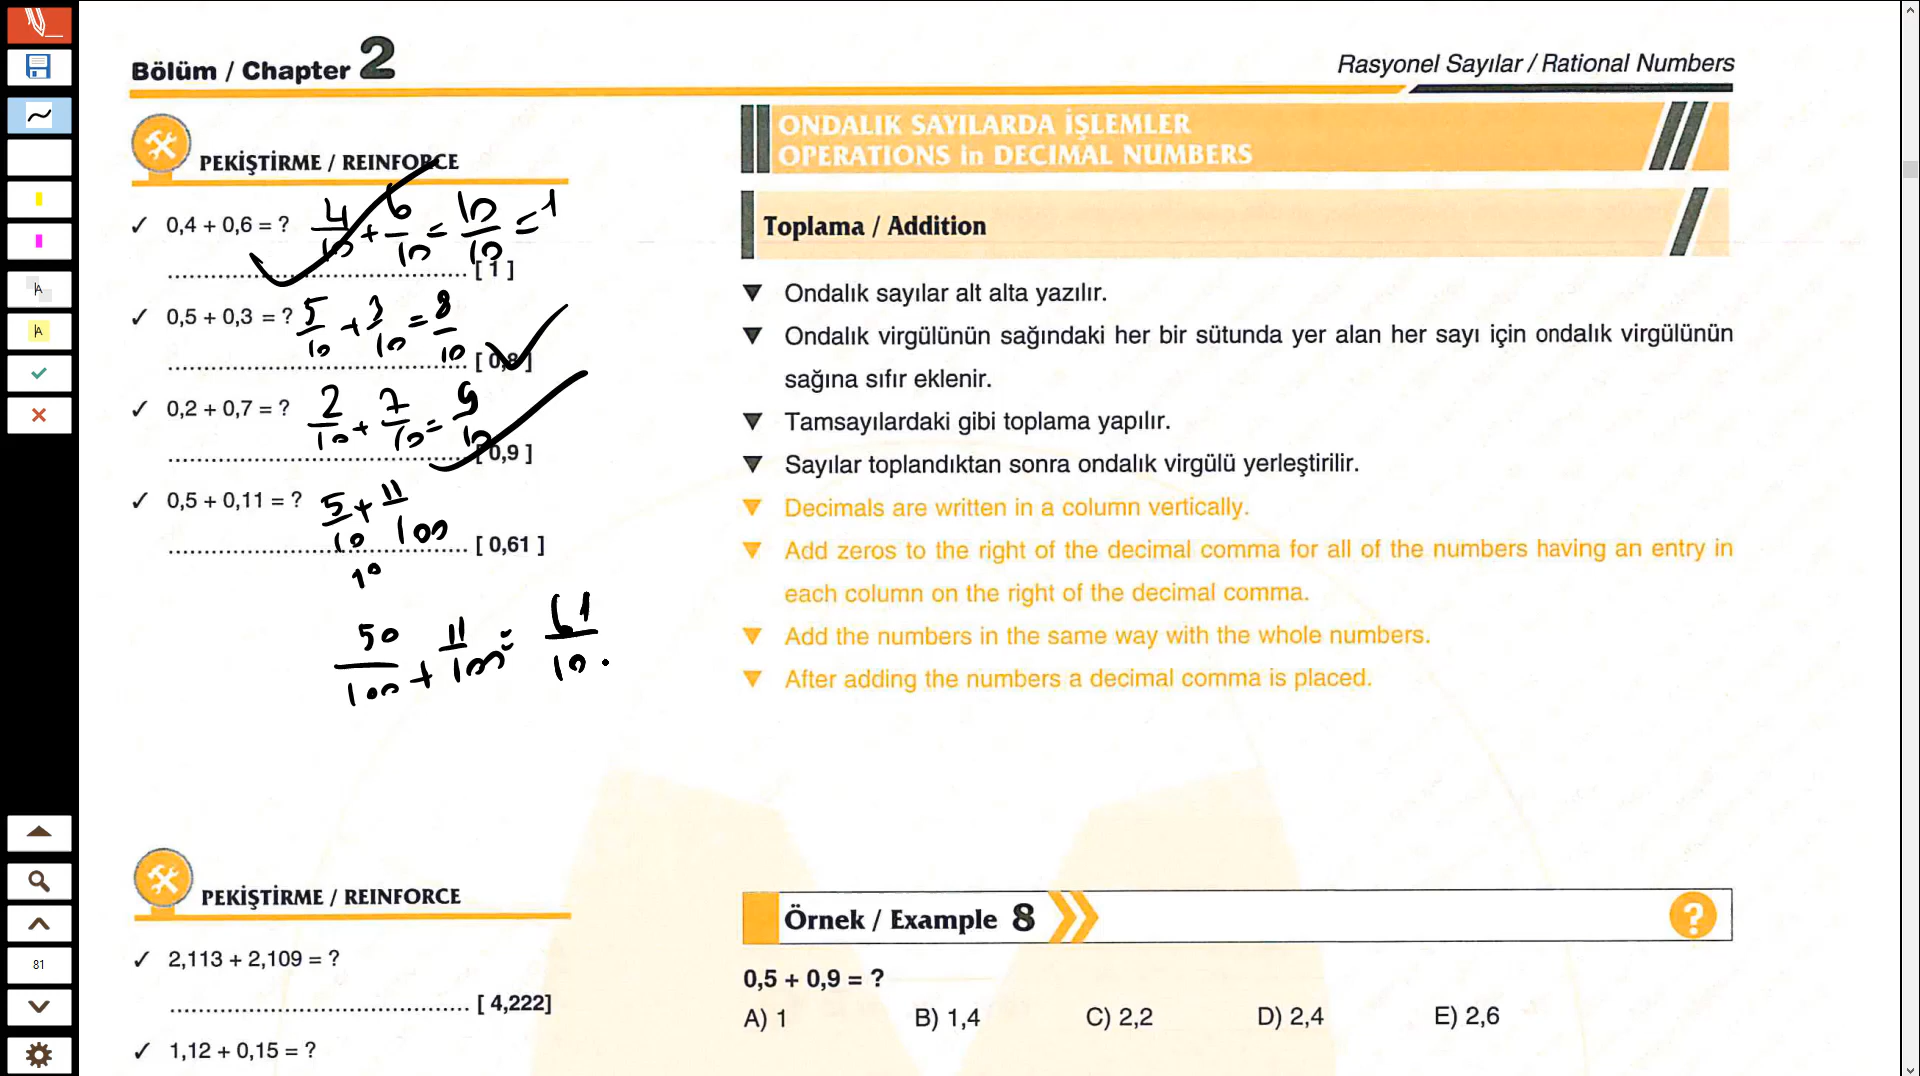 Bölüm / Chapter 2
Rasyonel Sayılar / Rational Numbers
PEKİŞTİRME / REINFORCE
✓ 0,4 + 0,6 = ? 4/10 + 6/10 = 10/10 = 1
........................................ [ 1 ]
✓ 0,5 + 0,3 = ? 5/10 + 3/10 = 8/10
........................................ [ 0,8 ]
✓ 0,2 + 0,7 = ? 2/10 + 7/10 = 9/10
........................................ [ 0,9 ]
✓ 0,5 + 0,11 = ? 5/10 + 11/100
........................................ [ 0,61 ]
10
50/100 + 11/100 = 61/10.
PEKİŞTİRME / REINFORCE
✓ 2,113 + 2,109 = ?
........................................ [ 4,222]
✓ 1,12 + 0,15 = ?
ONDALIK SAYILARDA İŞLEMLER
OPERATIONS in DECIMAL NUMBERS
Toplama / Addition
▼ Ondalık sayılar alt alta yazılır.
▼ Ondalık virgülünün sağındaki her bir sütunda yer alan her sayı için ondalık virgülünün
sağına sıfır eklenir.
▼ Tamsayılardaki gibi toplama yapılır.
▼ Sayılar toplandıktan sonra ondalık virgülü yerleştirilir.
▼ Decimals are written in a column vertically.
▼ Add zeros to the right of the decimal comma for all of the numbers having an entry in
each column on the right of the decimal comma.
▼ Add the numbers in the same way with the whole numbers.
▼ After adding the numbers a decimal comma is placed.
Örnek / Example 8
?
0,5 + 0,9 = ?
A) 1 B) 1,4 C) 2,2 D) 2,4 E) 2,6
A
A
81